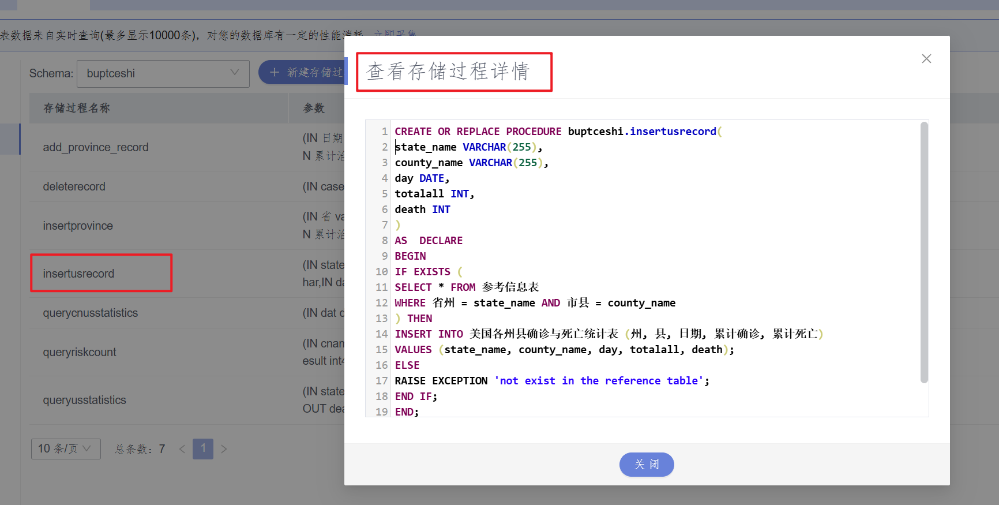 表数据来自实时查询(最多显示10000条)，对您的数据库有一定的性能消耗 立即采集
Schema: buptceshi
+ 新建存储过
存储过程名称 参数
add_province_record (IN 日期
N 累计治
deleterecord (IN case
insertprovince (IN 省 va
N 累计治
insertusrecord (IN state
har,IN da
querycnusstatistics (IN dat d
queryriskcount (IN cnam
esult int4
queryusstatistics (IN state
OUT dea
10 条/页 总条数: 7 < 1 >
查看存储过程详情
1 CREATE OR REPLACE PROCEDURE buptceshi.insertusrecord(
2 state_name VARCHAR(255),
3 county_name VARCHAR(255),
4 day DATE,
5 totalall INT,
6 death INT
7 )
8 AS  DECLARE
9 BEGIN
10 IF EXISTS (
11 SELECT * FROM 参考信息表
12 WHERE 省州 = state_name AND 市县 = county_name
13 ) THEN
14 INSERT INTO 美国各州县确诊与死亡统计表 (州, 县, 日期, 累计确诊, 累计死亡)
15 VALUES (state_name, county_name, day, totalall, death);
16 ELSE
17 RAISE EXCEPTION 'not exist in the reference table';
18 END IF;
19 END;
关 闭